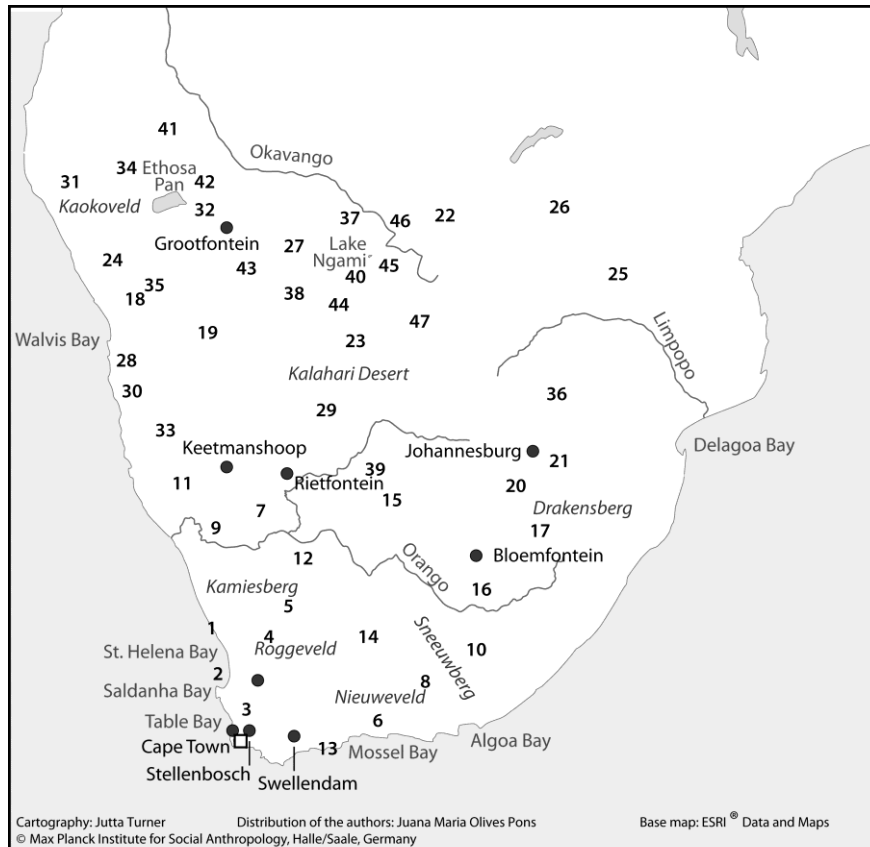 41
Okavango
34
Ethosa
Pan
31
42
Kaokoveld
32
37
46
22
26
Grootfontein
27
Lake
Ngami´
24
43
45
40
25
35
18
38
44
47
19
23
Walvis Bay
Limpopo
28
Kalahari Desert
30
36
29
33
Keetmanshoop
Johannesburg
Delagoa Bay
39
21
11
Rietfontein
20
15
7
Drakensberg
9
17
Orango
12
Bloemfontein
Kamiesberg
16
5
1
4
14
Roggeveld
Sneeuwberg
10
St. Helena Bay
2
8
Saldanha Bay
Nieuweveld
3
Table Bay
6
Cape Town
13
Mossel Bay
Algoa Bay
Stellenbosch
Swellendam
Cartography: Jutta Turner
Distribution of the authors: Juana Maria Olives Pons
Base map: ESRI ® Data and Maps
© Max Planck Institute for Social Anthropology, Halle/Saale, Germany